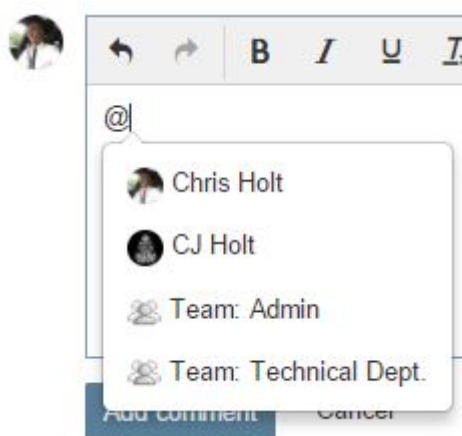 B I U T
@
Chris Holt
CJ Holt
Team: Admin
Team: Technical Dept.
Add comment Cancel